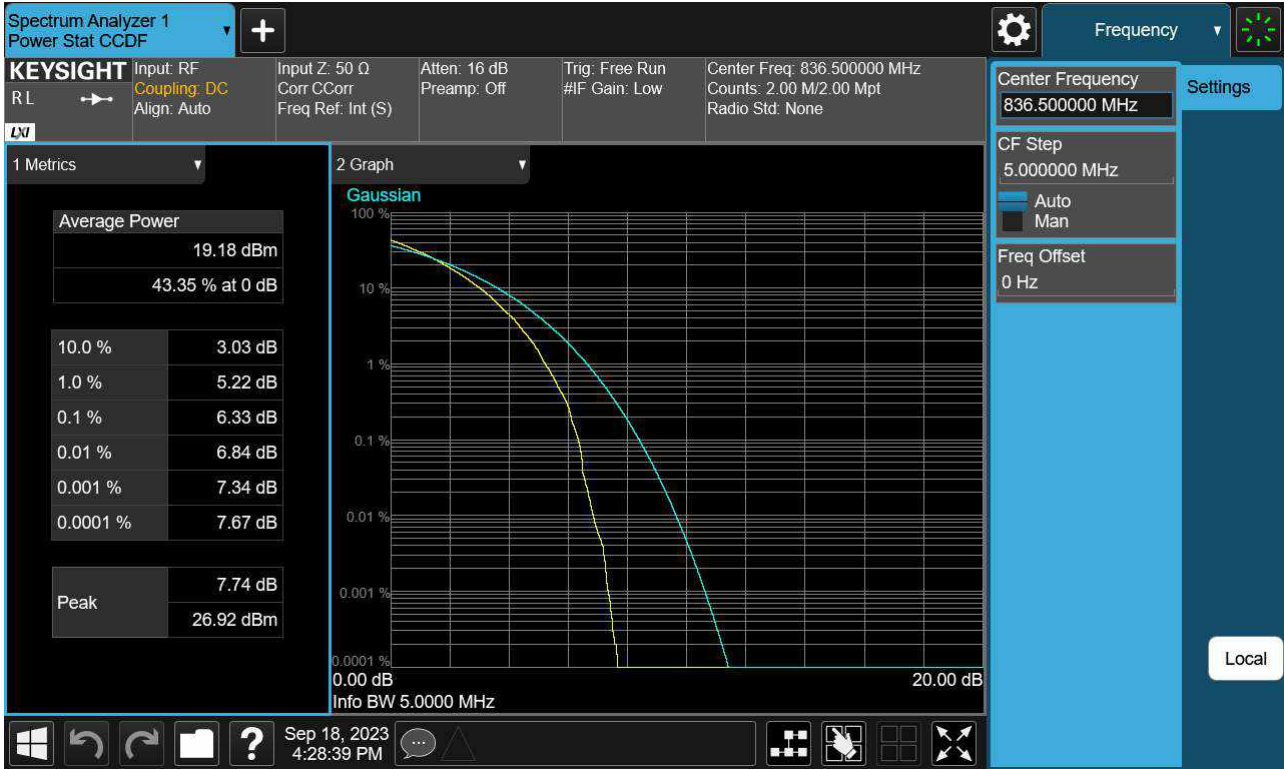 Spectrum Analyzer 1
Power Stat CCDF
Frequency
KEYSIGHT
R L
LXI
Input: RF
Coupling: DC
Align: Auto
Input Z: 50 Ω
Corr CCorr
Freq Ref: Int (S)
Atten: 16 dB
Preamp: Off
Trig: Free Run
#IF Gain: Low
Center Freq: 836.500000 MHz
Counts: 2.00 M/2.00 Mpt
Radio Std: None
Center Frequency
836.500000 MHz
Settings
CF Step
5.000000 MHz
Auto
Man
Freq Offset
0 Hz
Local
1 Metrics
Average Power
19.18 dBm
43.35 % at 0 dB
10.0 % 3.03 dB
1.0 % 5.22 dB
0.1 % 6.33 dB
0.01 % 6.84 dB
0.001 % 7.34 dB
0.0001 % 7.67 dB
Peak
7.74 dB
26.92 dBm
2 Graph
Gaussian
100 %
10 %
1 %
0.1 %
0.01 %
0.001 %
0.0001 %
0.00 dB 20.00 dB
Info BW 5.0000 MHz
?
Sep 18, 2023
4:28:39 PM